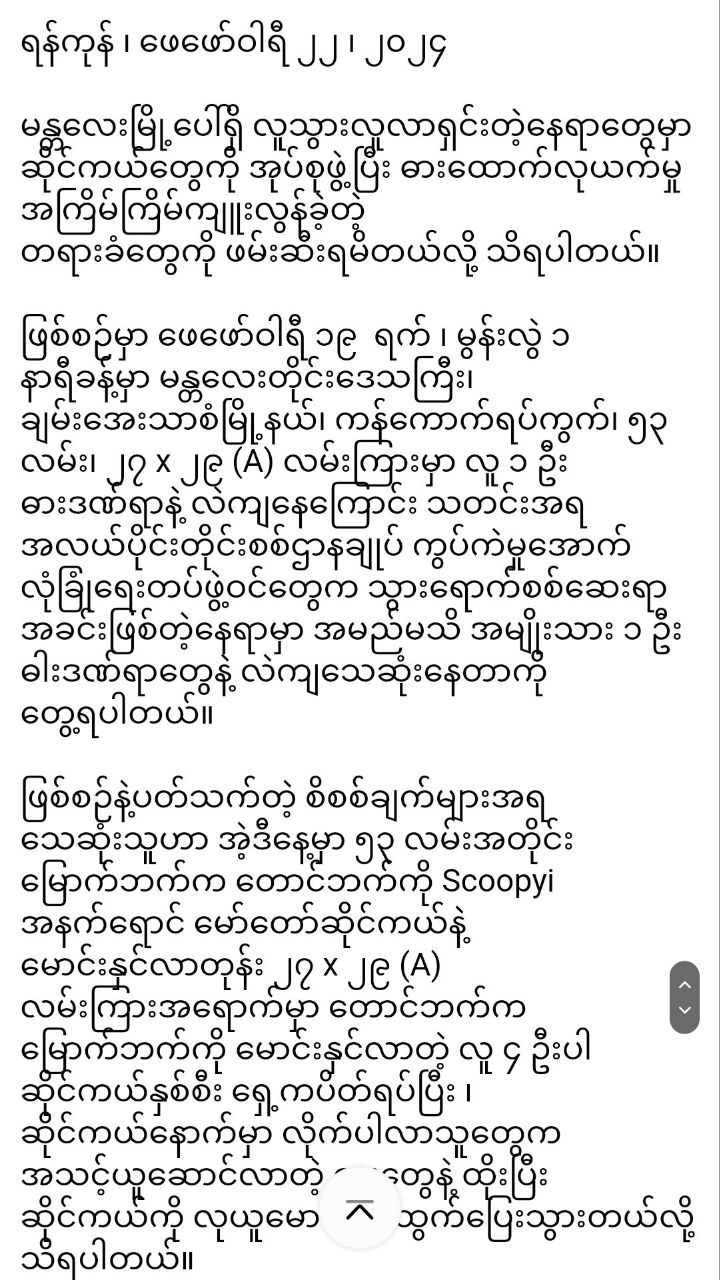 ရန်ကုန် ၊ ဖေဖော်ဝါရီ ၂၂ ၊ ၂၀၂၄
မန္တလေးမြို့ပေါ်ရှိ လူသွားလူလာရှင်းတဲ့နေရာတွေမှာ
ဆိုင်ကယ်တွေကို အုပ်စုဖွဲ့ပြီး ဓားထောက်လုယက်မှု
အကြိမ်ကြိမ်ကျူးလွန်ခဲ့တဲ့
တရားခံတွေကို ဖမ်းဆီးရမိတယ်လို့ သိရပါတယ်။
ဖြစ်စဉ်မှာ ဖေဖော်ဝါရီ ၁၉ ရက် ၊ မွန်းလွဲ ၁
နာရီခန့်မှာ မန္တလေးတိုင်းဒေသကြီး၊
ချမ်းအေးသာစံမြို့နယ်၊ ကန်ကောက်ရပ်ကွက်၊ ၅၃
လမ်း၊ ၂၇ x ၂၉ (A) လမ်းကြားမှာ လူ ၁ ဦး
ဓားဒဏ်ရာနဲ့ လဲကျနေကြောင်း သတင်းအရ
အလယ်ပိုင်းတိုင်းစစ်ဌာနချုပ် ကွပ်ကဲမှုအောက်
လုံခြုံရေးတပ်ဖွဲ့ဝင်တွေက သွားရောက်စစ်ဆေးရာ
အခင်းဖြစ်တဲ့နေရာမှာ အမည်မသိ အမျိုးသား ၁ ဦး
ဓါးဒဏ်ရာတွေနဲ့ လဲကျသေဆုံးနေတာကို
တွေ့ရပါတယ်။
ဖြစ်စဉ်နဲ့ပတ်သက်တဲ့ စိစစ်ချက်များအရ
သေဆုံးသူဟာ အဲ့ဒီနေ့မှာ ၅၃ လမ်းအတိုင်း
မြောက်ဘက်က တောင်ဘက်ကို Scoopyi
အနက်ရောင် မော်တော်ဆိုင်ကယ်နဲ့
မောင်းနှင်လာတုန်း ၂၇ x ၂၉ (A)
လမ်းကြားအရောက်မှာ တောင်ဘက်က
မြောက်ဘက်ကို မောင်းနှင်လာတဲ့ လူ ၄ ဦးပါ
ဆိုင်ကယ်နှစ်စီး ရှေ့ကပိတ်ရပ်ပြီး ၊
ဆိုင်ကယ်နောက်မှာ လိုက်ပါလာသူတွေက
အသင့်ယူဆောင်လာတဲ့ တွေနဲ့ ထိုးပြီး
ဆိုင်ကယ်ကို လုယူမော ထွက်ပြေးသွားတယ်လို့
သိရပါတယ်။